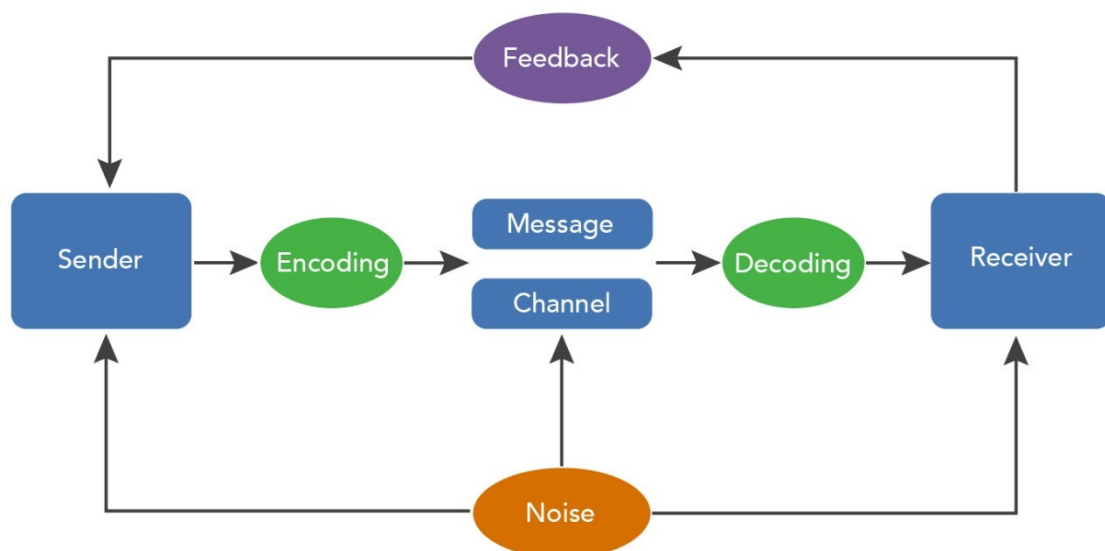 Feedback
Sender
Encoding
Message
Channel
Decoding
Receiver
Noise